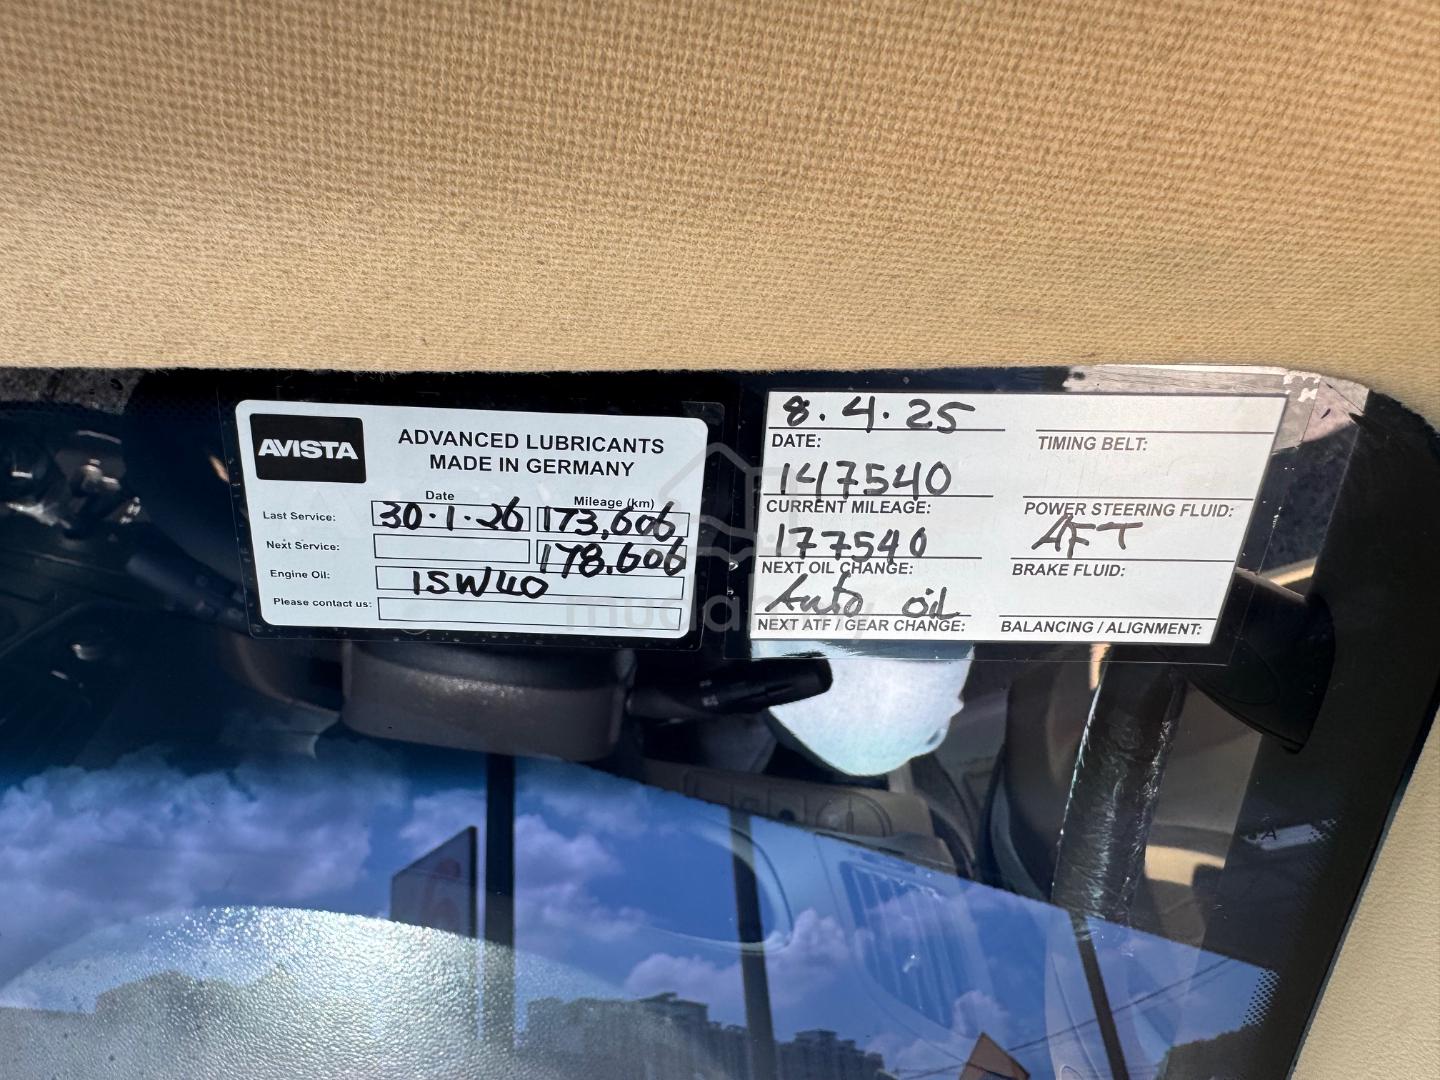 AVISTA
ADVANCED LUBRICANTS
MADE IN GERMANY
Date Mileage (km)
Last Service: 30.1.26 173,606
Next Service: 178.606
Engine Oil: 15W40
Please contact us:
8.4.25
DATE:
147540
CURRENT MILEAGE:
177540
NEXT OIL CHANGE:
Auto oil
NEXT ATF / GEAR CHANGE:
TIMING BELT:
POWER STEERING FLUID:
AFT
BRAKE FLUID:
BALANCING / ALIGNMENT: